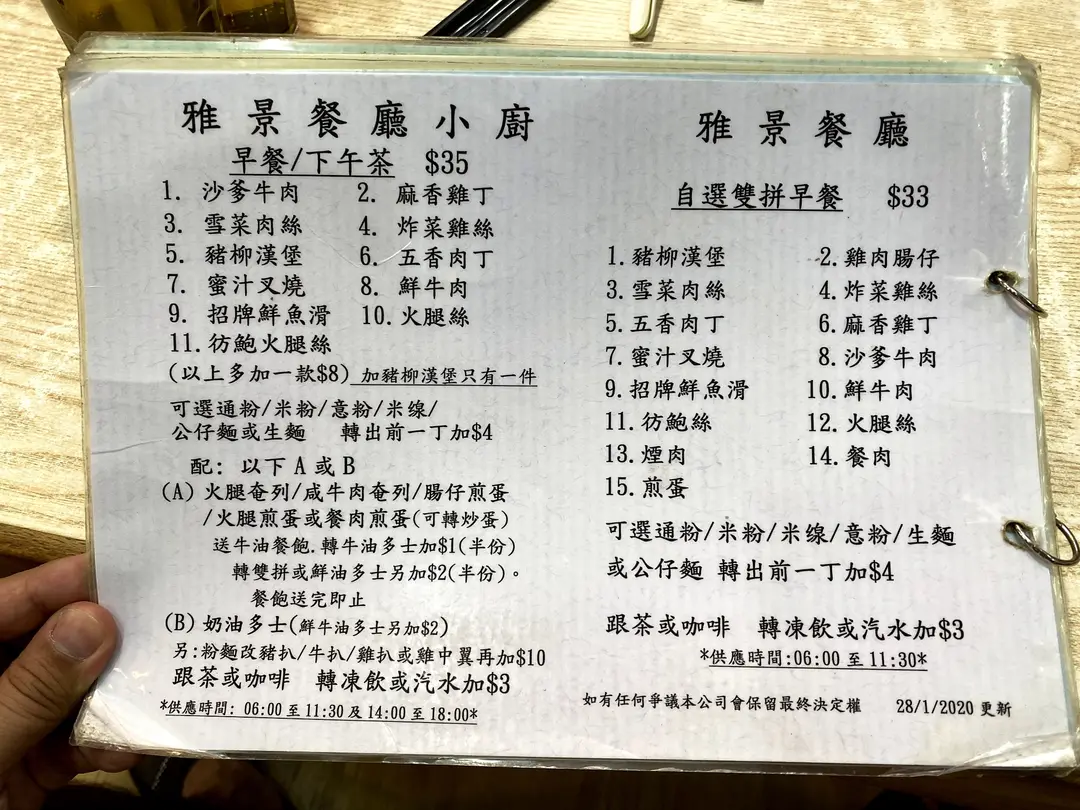 雅景餐廳小廚
早餐/下午茶 $35
1. 沙爹牛肉 2. 麻香雞丁
3. 雪菜肉絲 4. 炸菜雞絲
5. 豬柳漢堡 6. 五香肉丁
7. 蜜汁叉燒 8. 鮮牛肉
9. 招牌鮮魚滑 10. 火腿絲
11. 彷鮑火腿絲
(以上多加一款$8) 加豬柳漢堡只有一件
可選通粉/米粉/意粉/米缐/
公仔麵或生麵 轉出前一丁加$4
配: 以下 A 或 B
(A) 火腿奄列/咸牛肉奄列/腸仔煎蛋
/火腿煎蛋或餐肉煎蛋(可轉炒蛋)
送牛油餐飽.轉牛油多士加$1(半份)
轉雙拼或鮮油多士另加$2(半份)。
餐飽送完即止
(B) 奶油多士(鮮牛油多士另加$2)
另:粉麵改豬扒/牛扒/雞扒或雞中翼再加$10
跟茶或咖啡 轉凍飲或汽水加$3
*供應時間: 06:00 至 11:30 及 14:00 至 18:00*
雅景餐廳
自選雙拼早餐 $33
1. 豬柳漢堡 2. 雞肉腸仔
3. 雪菜肉絲 4. 炸菜雞絲
5. 五香肉丁 6. 麻香雞丁
7. 蜜汁叉燒 8. 沙爹牛肉
9. 招牌鮮魚滑 10. 鮮牛肉
11. 彷鮑絲 12. 火腿絲
13. 煙肉 14. 餐肉
15. 煎蛋
可選通粉/米粉/米缐/意粉/生麵
或公仔麵 轉出前一丁加$4
跟茶或咖啡 轉凍飲或汽水加$3
*供應時間:06:00 至 11:30*
如有任何爭議本公司會保留最終決定權 28/1/2020 更新